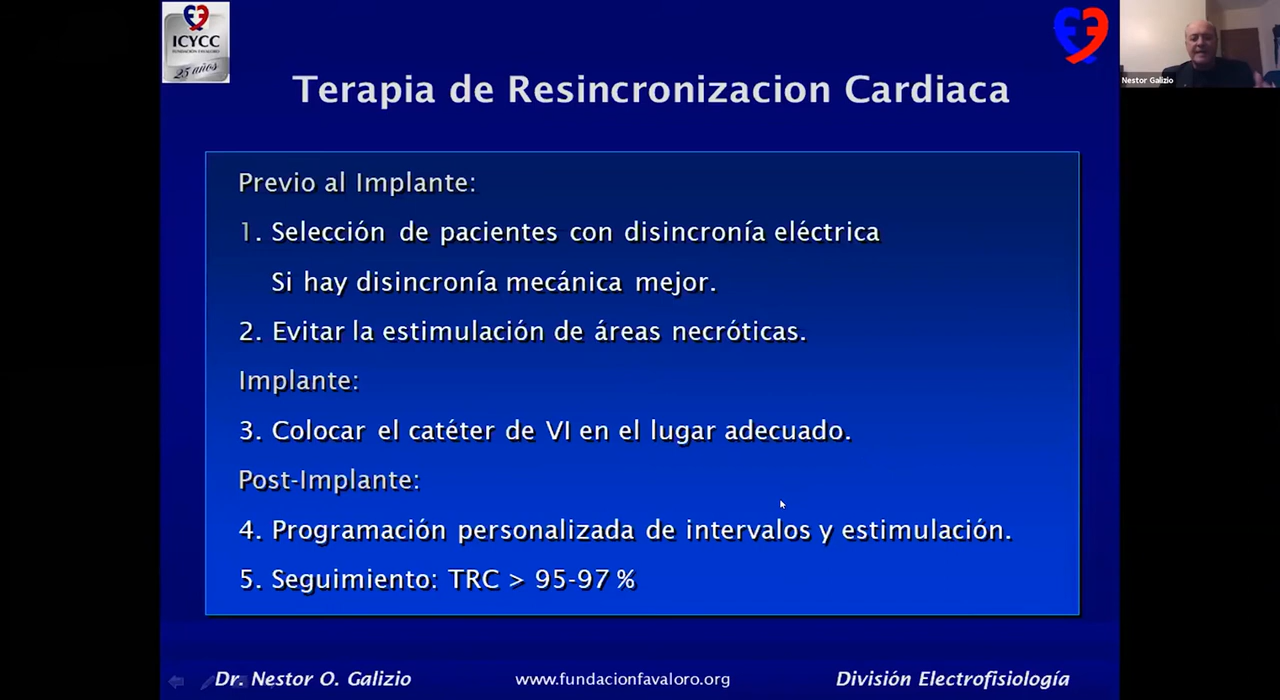 ICYCC
FUNDACION FAVALORO
25 años
Nestor Galizio
Terapia de Resincronizacion Cardiaca
Previo al Implante:
1. Selección de pacientes con disincronía eléctrica
Si hay disincronía mecánica mejor.
2. Evitar la estimulación de áreas necróticas.
Implante:
3. Colocar el catéter de VI en el lugar adecuado.
Post-Implante:
4. Programación personalizada de intervalos y estimulación.
5. Seguimiento: TRC > 95-97 %
Dr. Nestor O. Galizio
www.fundacionfavaloro.org
División Electrofisiología